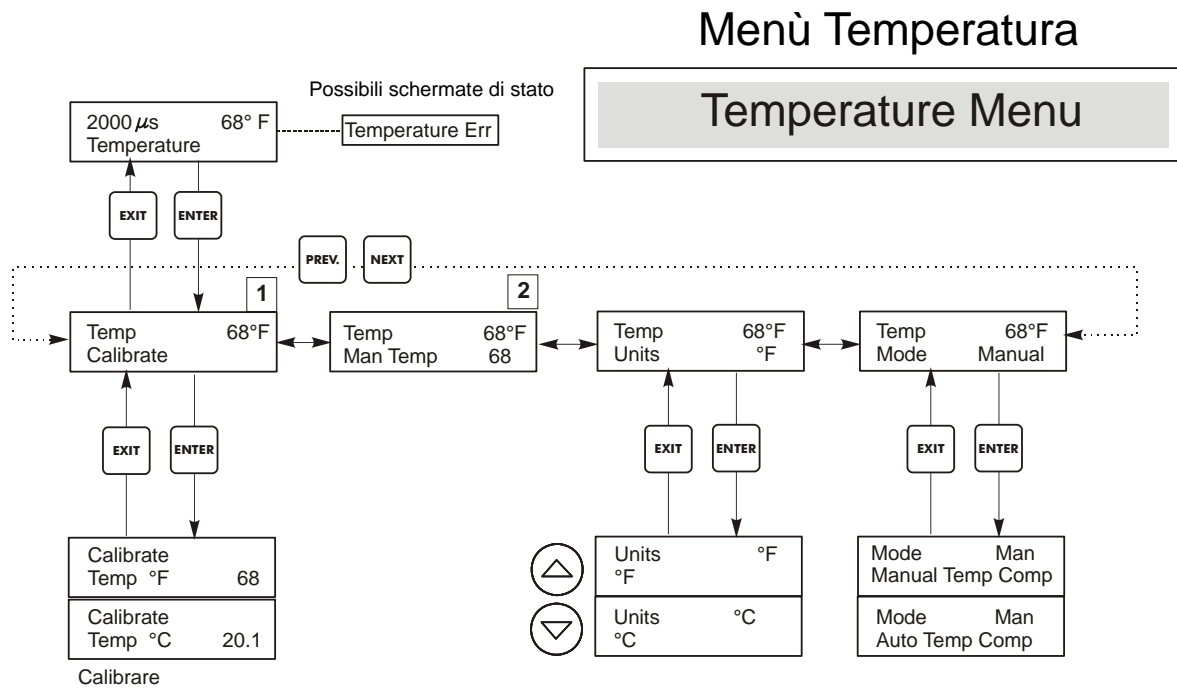 Menù Temperatura
Temperature Menu
Possibili schermate di stato
2000 µs 68° F
Temperature
Temperature Err
EXIT ENTER
PREV. NEXT
1
2
Temp 68°F
Calibrate
Temp 68°F
Man Temp 68
Temp 68°F
Units °F
Temp 68°F
Mode Manual
EXIT ENTER
EXIT ENTER
EXIT ENTER
Calibrate
Temp °F 68
Calibrate
Temp °C 20.1
Calibrare
Units °F
°F
Units °C
°C
Mode Man
Manual Temp Comp
Mode Man
Auto Temp Comp